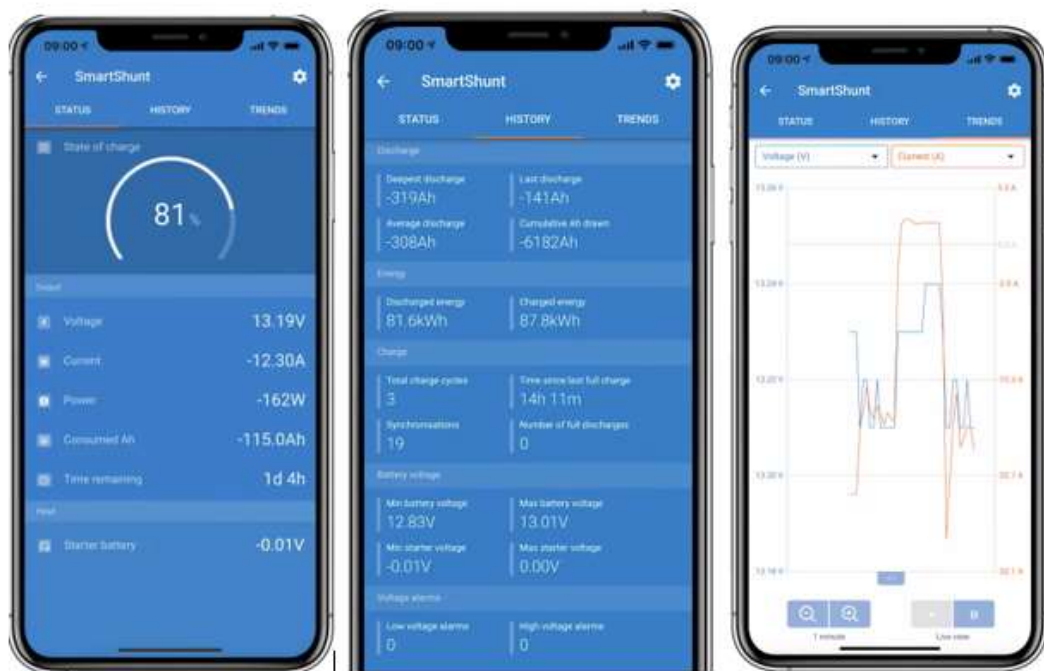 09:00
SmartShunt
STATUS HISTORY TRENDS
State of charge
81 %
Voltage 13.19V
Current -12.30A
Power -162W
Consumed Ah -115.0Ah
Time remaining 1d 4h
Starter battery -0.01V
09:00
SmartShunt
STATUS HISTORY TRENDS
Discharge
Deepest discharge Last discharge
-319Ah -141Ah
Average discharge Cumulative Ah drawn
-308Ah -6182Ah
Energy
Discharged energy Charged energy
81.6kWh 87.8kWh
Charge
Total charge cycles Time since last full charge
3 14h 11m
Synchronisations Number of full discharges
19 0
Battery voltage
Min battery voltage Max battery voltage
12.83V 13.01V
Min starter voltage Max starter voltage
-0.01V 0.00V
Voltage alarms
Low voltage alarms High voltage alarms
0 0
09:00
SmartShunt
STATUS HISTORY TRENDS
Voltage (V) Current (A)
1 minute Live view